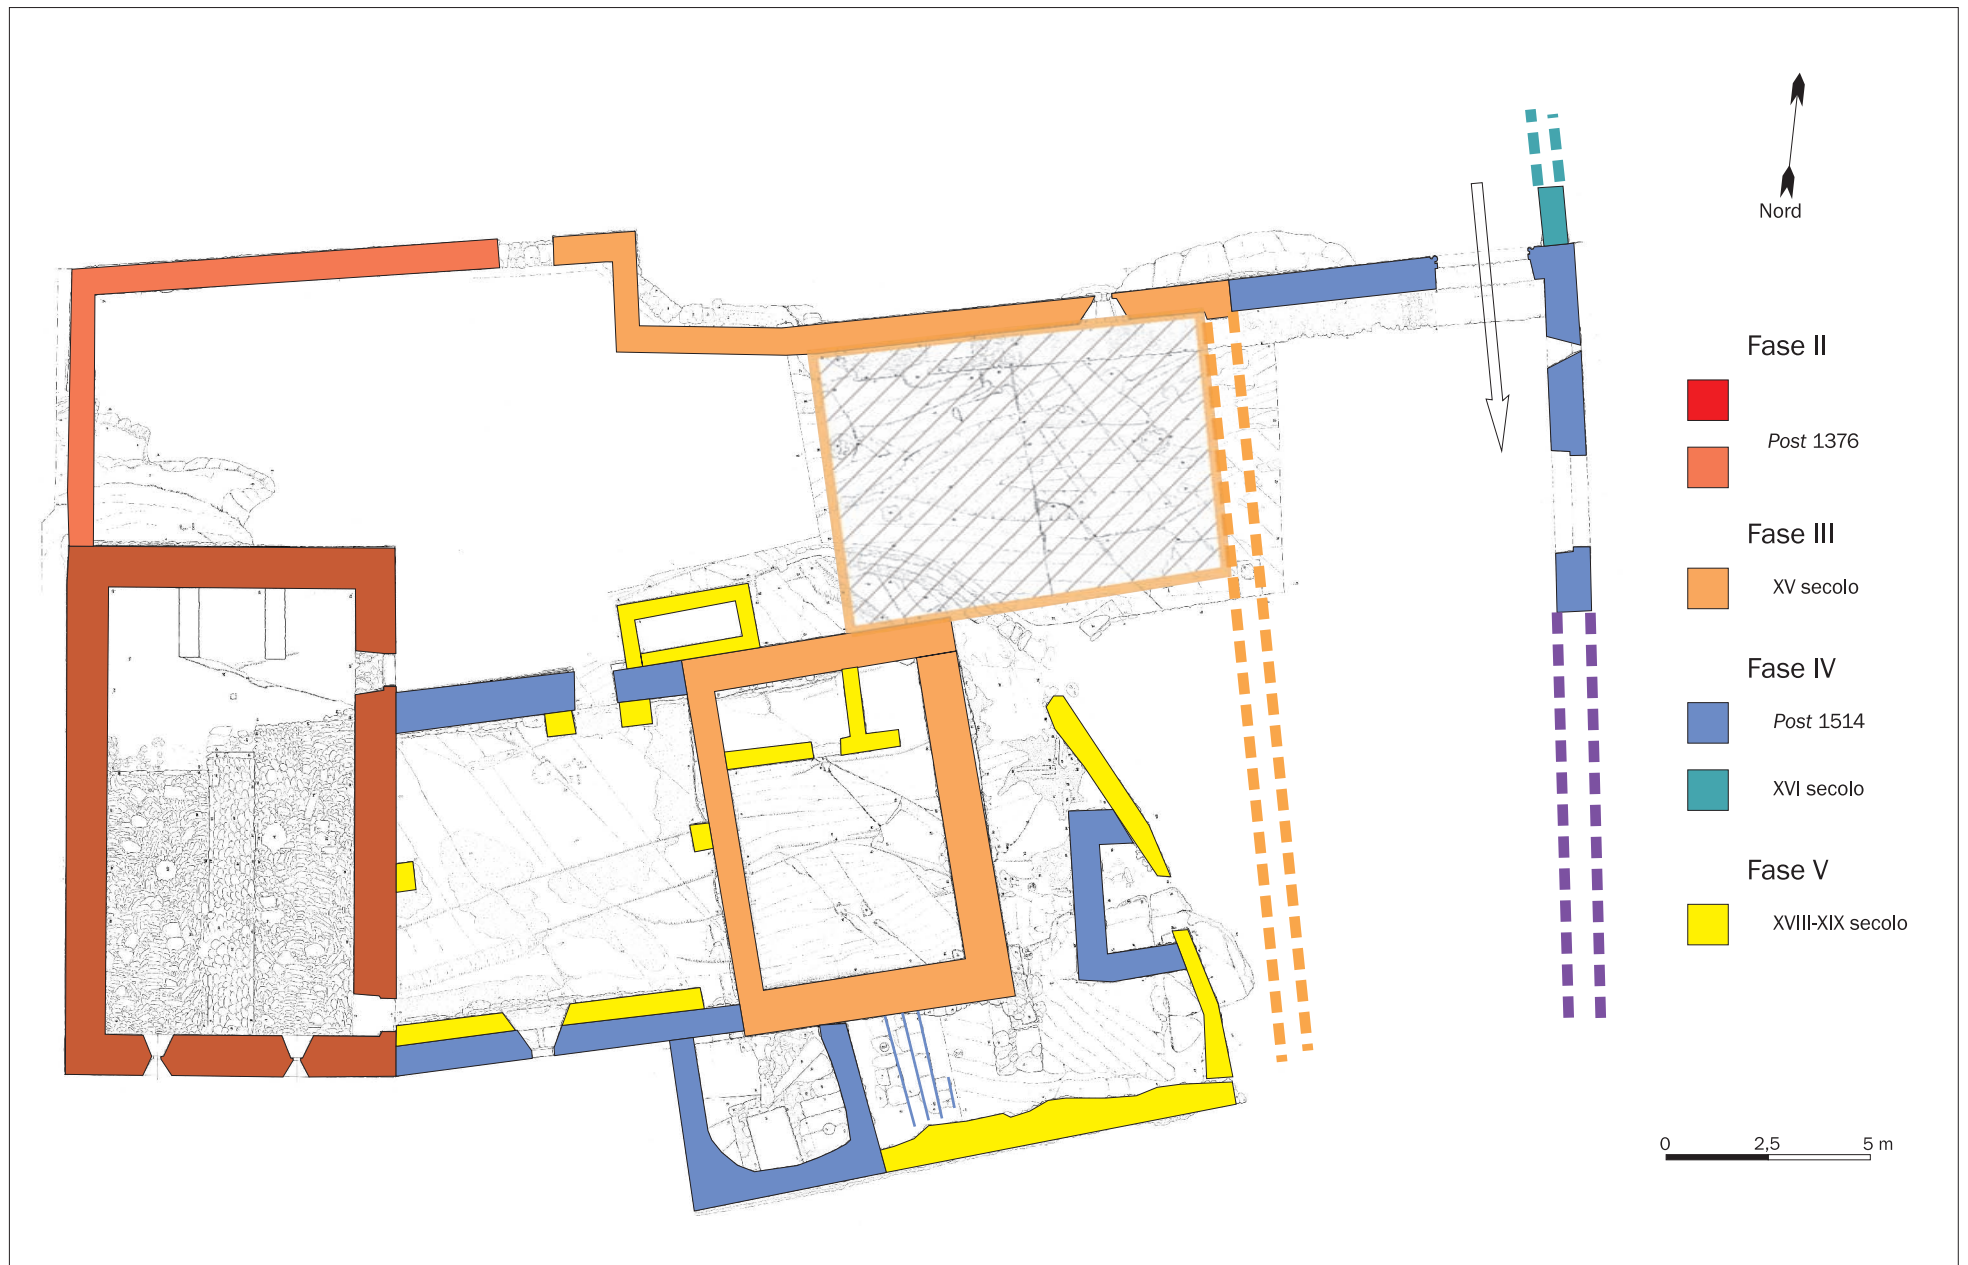 Nord
Fase II
Post 1376
Fase III
XV secolo
Fase IV
Post 1514
XVI secolo
Fase V
XVIII-XIX secolo
0 2,5 5 m